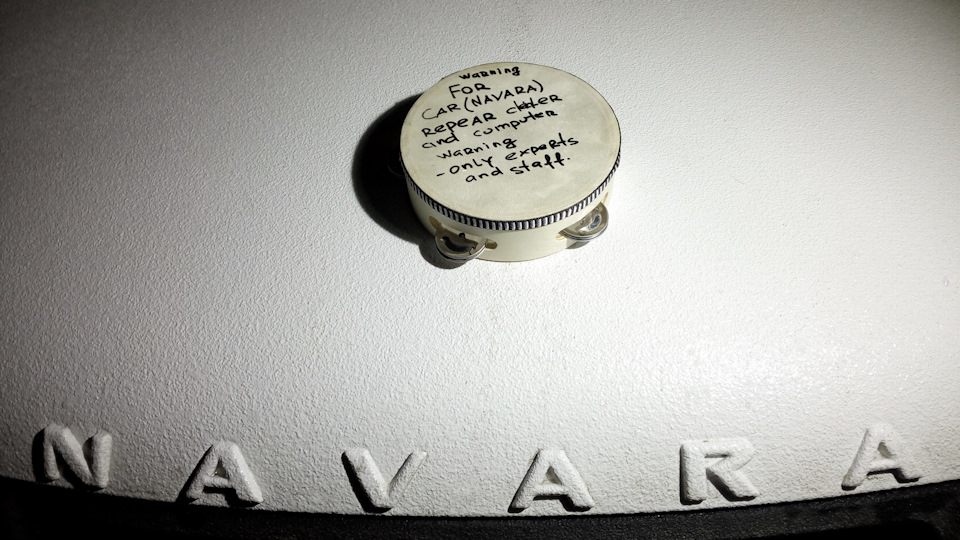 warning
FOR
CAR (NAVARA)
REPEAR
and computer
warning
- only experts
and staff.
NAVARA